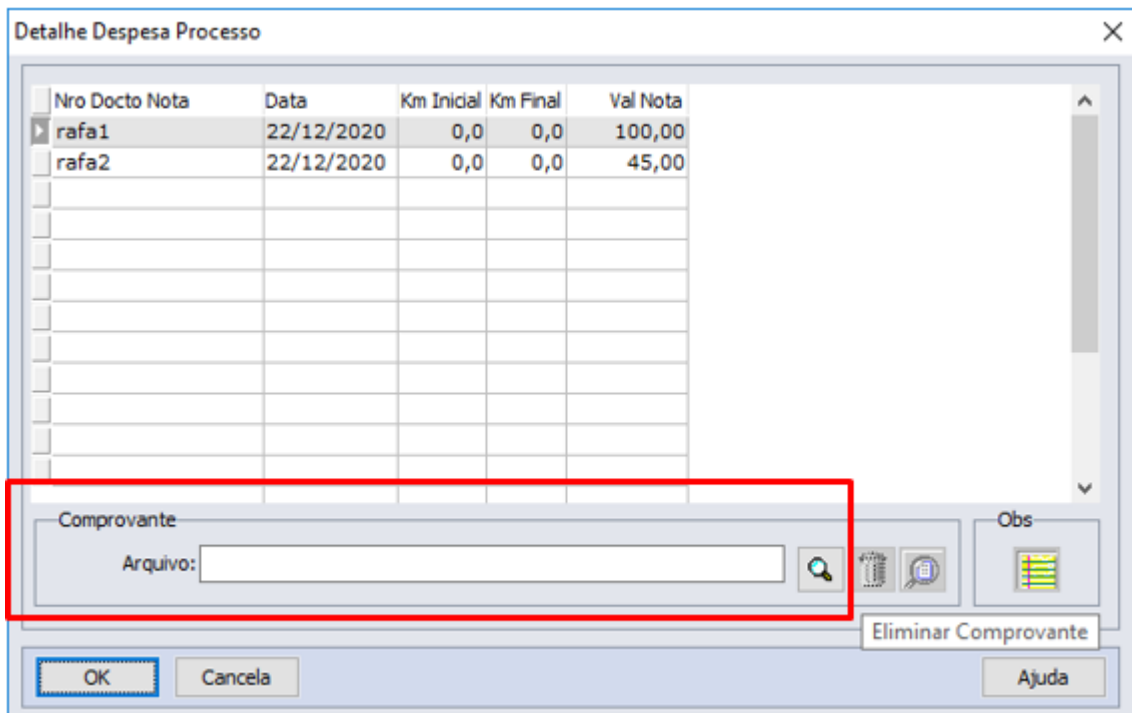 Detalhe Despesa Processo
Nro Docto Nota Data Km Inicial Km Final Val Nota
rafa1 22/12/2020 0,0 0,0 100,00
rafa2 22/12/2020 0,0 0,0 45,00
Comprovante Obs
Arquivo:
Eliminar Comprovante
OK Cancela Ajuda